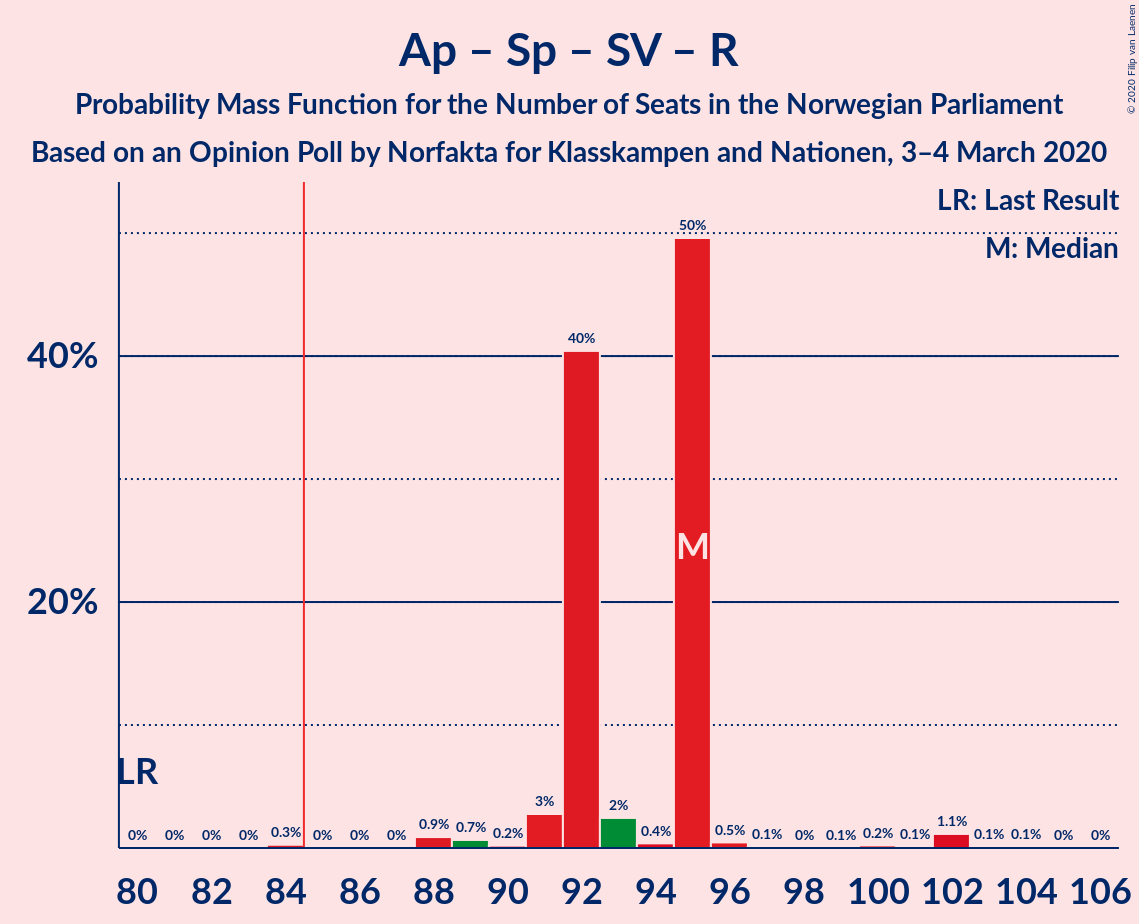 Ap – Sp – SV – R
Probability Mass Function for the Number of Seats in the Norwegian Parliament
Based on an Opinion Poll by Norfakta for Klasskampen and Nationen, 3–4 March 2020
© 2020 Filip van Laenen
LR: Last Result
M: Median
50%
40%
40%
M
20%
LR
0% 0% 0% 0% 0.3% 0% 0% 0% 0.9% 0.7% 0.2% 3% 2% 0.4% 0.5% 0.1% 0% 0.1% 0.2% 0.1% 1.1% 0.1% 0.1% 0% 0%
80 82 84 86 88 90 92 94 96 98 100 102 104 106